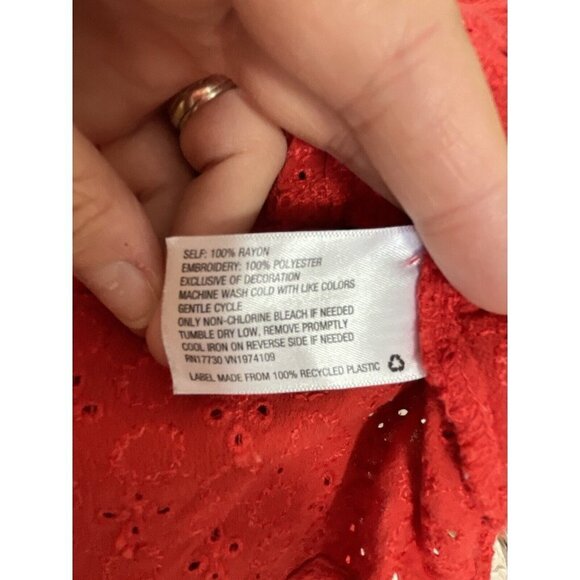 SELF: 100% RAYON
EMBROIDERY: 100% POLYESTER
EXCLUSIVE OF DECORATION
MACHINE WASH COLD WITH LIKE COLORS
GENTLE CYCLE
ONLY NON-CHLORINE BLEACH IF NEEDED
TUMBLE DRY LOW, REMOVE PROMPTLY
COOL IRON ON REVERSE SIDE IF NEEDED
RN17730 VN1974109
LABEL MADE FROM 100% RECYCLED PLASTIC